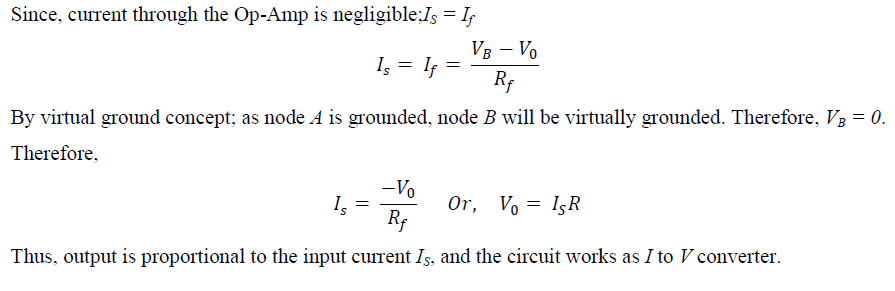 Since, current through the Op-Amp is negligible;I_s = I_f
I_s = I_f = \frac{V_B − V_0}{R_f}
By virtual ground concept; as node A is grounded, node B will be virtually grounded. Therefore, V_B = 0.
Therefore,
I_s = \frac{−V_0}{R_f} Or, V_0 = I_S R
Thus, output is proportional to the input current I_S, and the circuit works as I to V converter.